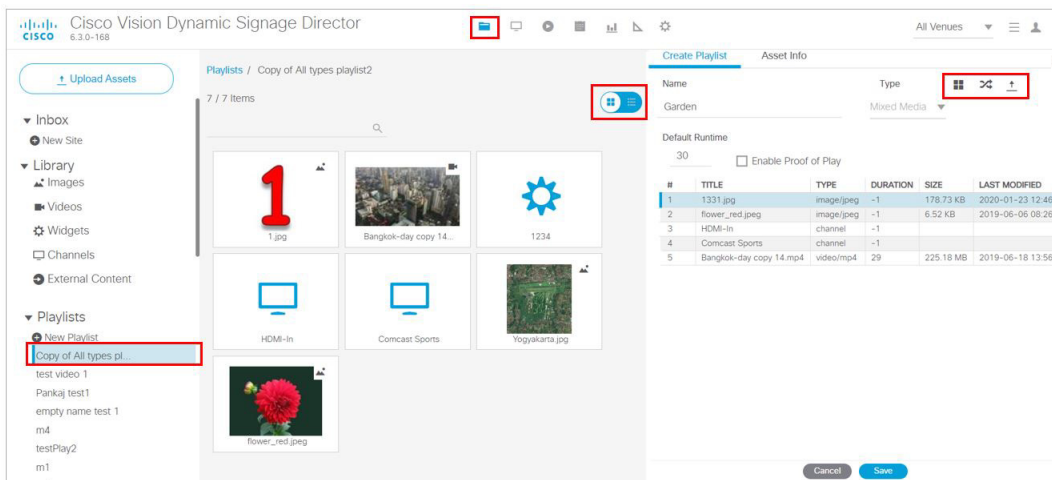 CISCO
Cisco Vision Dynamic Signage Director
6.3.0-168
All Venues
Upload Assets
Inbox
New Site
Library
Images
Videos
Widgets
Channels
External Content
Playlists
New Playlist
Copy of All types pl...
test video 1
Pankaj test1
empty name test 1
m4
testPlay2
m1
Playlists / Copy of All types playlist2
7 / 7 Items
1
1.jpg
Bangkok-day copy 14...
1234
HDMI-In
Comcast Sports
Yogyakarta.jpg
flower_red.jpeg
Create Playlist Asset Info
Name Type
Garden Mixed Media
Default Runtime
30 Enable Proof of Play
# TITLE TYPE DURATION SIZE LAST MODIFIED
1 1331.jpg image/jpeg -1 178.73 KB 2020-01-23 12:46
2 flower_red.jpeg image/jpeg -1 6.52 KB 2019-06-06 08:26
3 HDMI-In channel -1
4 Comcast Sports channel -1
5 Bangkok-day copy 14.mp4 video/mp4 29 225.18 MB 2019-06-18 13:56
Cancel Save